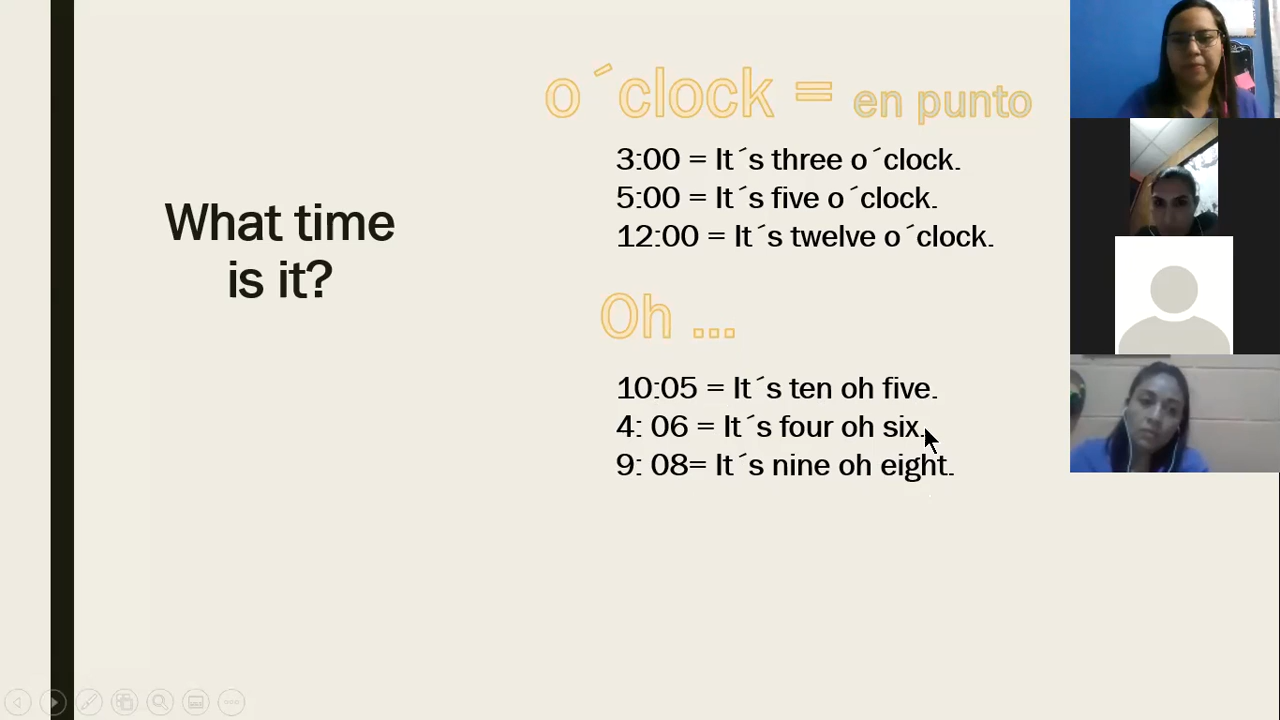 What time
is it?
o´clock = en punto
3:00 = It´s three o´clock.
5:00 = It´s five o´clock.
12:00 = It´s twelve o´clock.
Oh ...
10:05 = It´s ten oh five.
4: 06 = It´s four oh six.
9: 08= It´s nine oh eight.